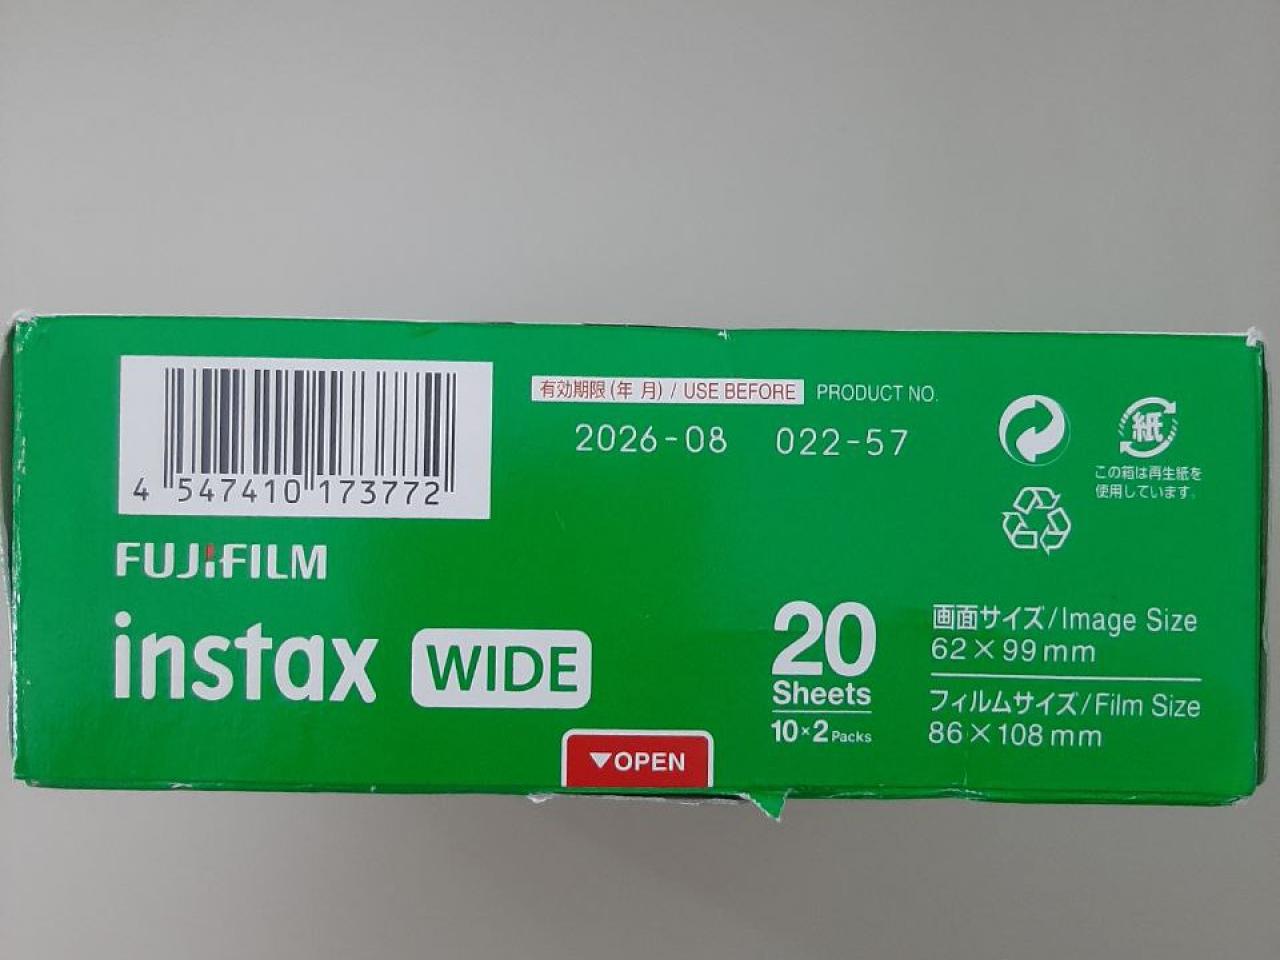 4 547410 173772
有効期限(年 月) / USE BEFORE
PRODUCT NO.
2026-08
022-57
紙
この箱は再生紙を
使用しています。
FUJIFILM
instax WIDE
20
Sheets
10×2 Packs
画面サイズ/Image Size
62×99mm
フィルムサイズ/Film Size
86×108mm
▼OPEN